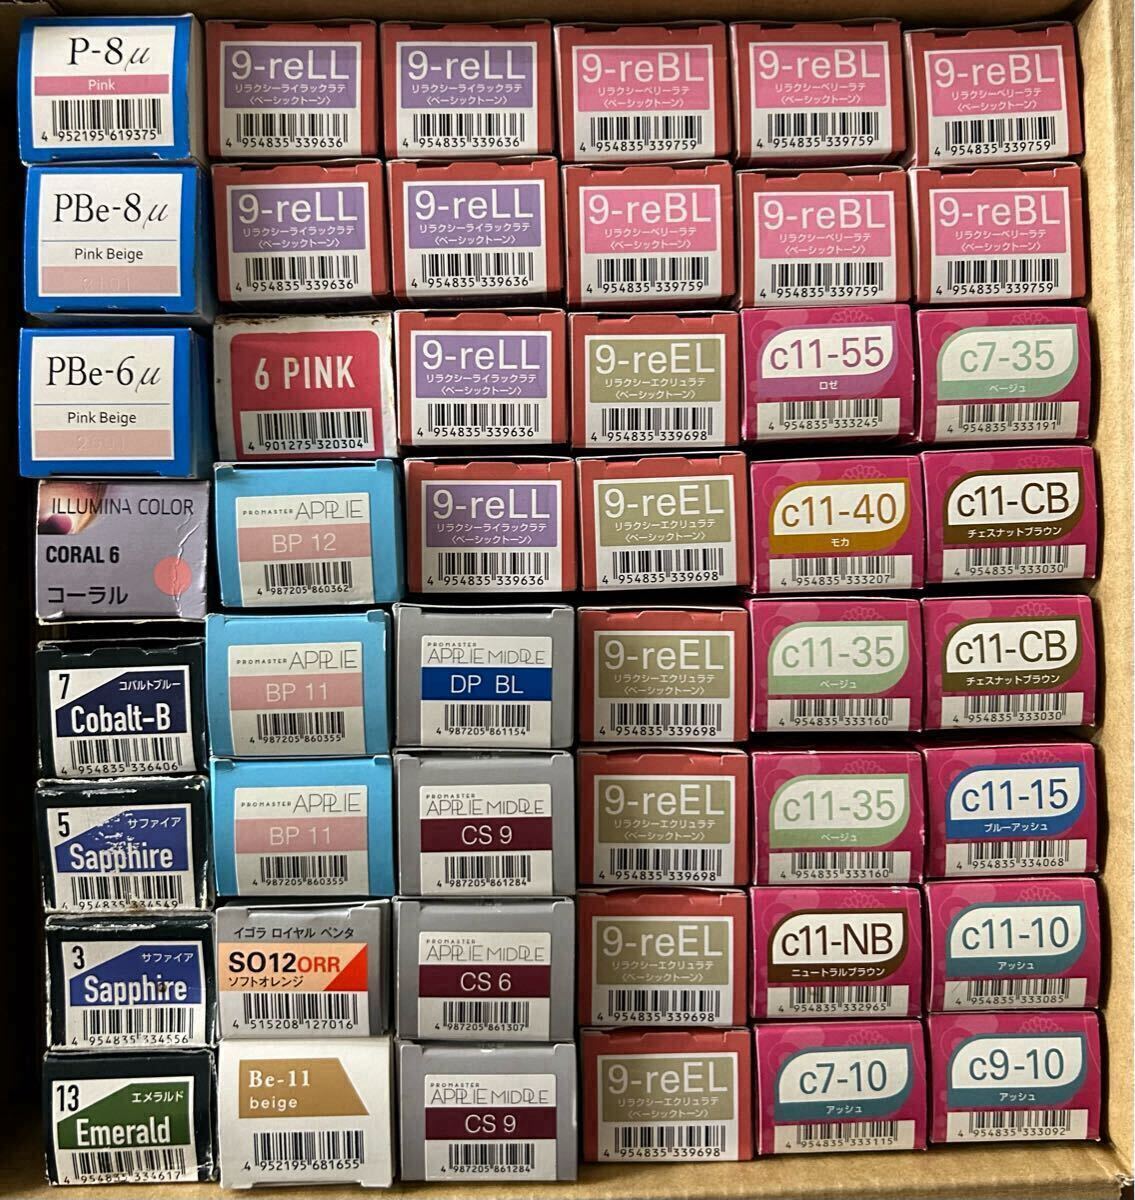 P-8μ
Pink
4 952195 619375
9-reLL
リラクシーライラックラテ
〈ベーシックトーン〉
4 954835 339636
9-reLL
リラクシーライラックラテ
〈ベーシックトーン〉
4 954835 339636
9-reBL
リラクシーベリーラテ
〈ベーシックトーン〉
4 954835 339759
9-reBL
リラクシーベリーラテ
〈ベーシックトーン〉
4 954835 339759
9-reBL
リラクシーベリーラテ
〈ベーシックトーン〉
4 954835 339759
PBe-8μ
Pink Beige
9-reLL
リラクシーライラックラテ
〈ベーシックトーン〉
4 954835 339636
9-reLL
リラクシーライラックラテ
〈ベーシックトーン〉
4 954835 339636
9-reBL
リラクシーベリーラテ
〈ベーシックトーン〉
4 954835 339759
9-reBL
リラクシーベリーラテ
〈ベーシックトーン〉
4 954835 339759
9-reBL
リラクシーベリーラテ
〈ベーシックトーン〉
4 954835 339759
PBe-6μ
Pink Beige
6 PINK
4 901275 320304
9-reLL
リラクシーライラックラテ
〈ベーシックトーン〉
4 954835 339636
9-reEL
リラクシーエクリュラテ
〈ベーシックトーン〉
4 954835 339698
c11-55
ロゼ
4 954835 333245
c7-35
ベージュ
4 954835 333191
ILLUMINA COLOR
CORAL 6
コーラル
PROMASTER APPLIE
BP 12
4 987205 860362
9-reLL
リラクシーライラックラテ
〈ベーシックトーン〉
4 954835 339636
9-reEL
リラクシーエクリュラテ
〈ベーシックトーン〉
4 954835 339698
c11-40
モカ
4 954835 333207
c11-CB
チェスナットブラウン
4 954835 333030
7
コバルトブルー
Cobalt-B
4 954835 336406
PROMASTER APPLIE
BP 11
4 987205 860355
PROMASTER
APPLIE MIDDLE
DP BL
4 987205 861154
9-reEL
リラクシーエクリュラテ
〈ベーシックトーン〉
4 954835 339698
c11-35
ベージュ
4 954835 333160
c11-CB
チェスナットブラウン
4 954835 333030
5
サファイア
Sapphire
4 954835 334549
PROMASTER APPLIE
BP 11
4 987205 860355
PROMASTER
APPLIE MIDDLE
CS 9
4 987205 861284
9-reEL
リラクシーエクリュラテ
〈ベーシックトーン〉
4 954835 339698
c11-35
ベージュ
4 954835 333160
c11-15
ブルーアッシュ
4 954835 334068
3
サファイア
Sapphire
4 954835 334556
イゴラ ロイヤル ペンタ
SO12ORR
ソフトオレンジ
4 515208 127016
PROMASTER
APPLIE MIDDLE
CS 6
4 987205 861307
9-reEL
リラクシーエクリュラテ
〈ベーシックトーン〉
4 954835 339698
c11-NB
ニュートラルブラウン
4 954835 332965
c11-10
アッシュ
4 954835 333085
13
エメラルド
Emerald
4 954835 334617
Be-11
beige
4 952195 681655
PROMASTER
APPLIE MIDDLE
CS 9
4 987205 861284
9-reEL
リラクシーエクリュラテ
〈ベーシックトーン〉
4 954835 339698
c7-10
アッシュ
4 954835 333115
c9-10
アッシュ
4 954835 333092